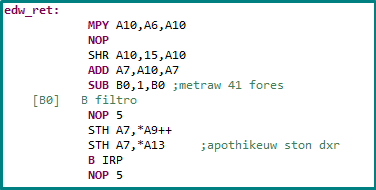 edw_ret:
MPY A10,A6,A10
NOP
SHR A10,15,A10
ADD A7,A10,A7
SUB B0,1,B0 ;metraw 41 fores
[B0] B filtro
NOP 5
STH A7,*A9++
STH A7,*A13 ;apothikeuw ston dxr
B IRP
NOP 5